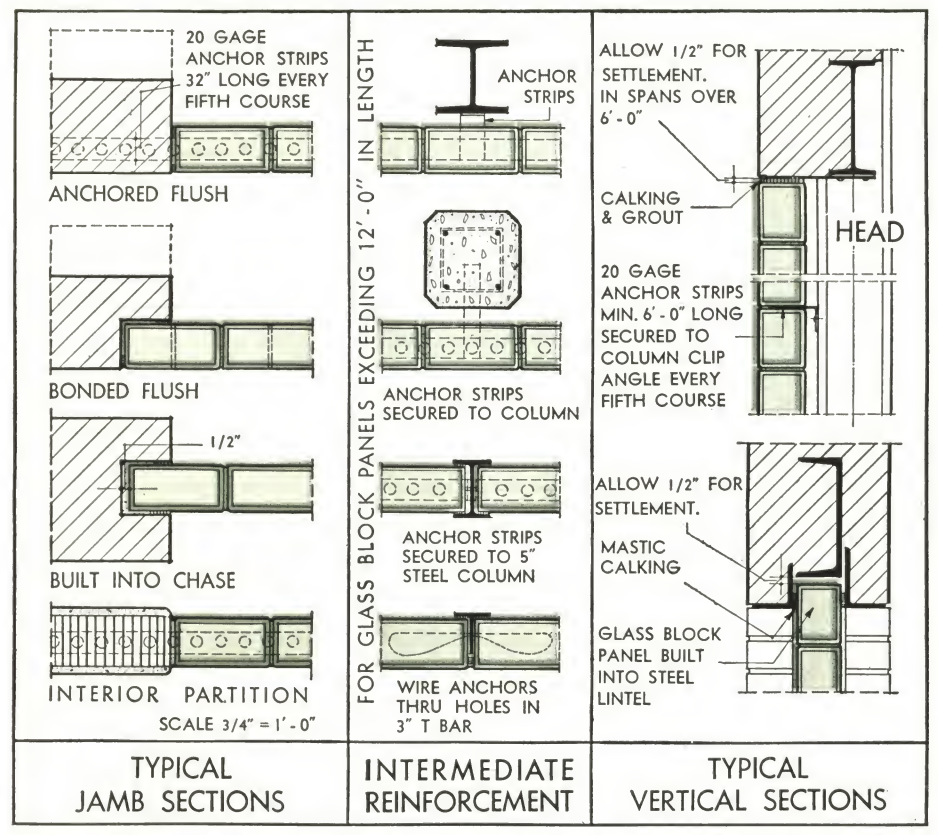 20 GAGE
ANCHOR STRIPS
32" LONG EVERY
FIFTH COURSE
ANCHORED FLUSH
BONDED FLUSH
1/2"
BUILT INTO CHASE
INTERIOR PARTITION
SCALE 3/4" = 1'-0"
TYPICAL
JAMB SECTIONS
FOR GLASS BLOCK PANELS EXCEEDING 12'-0" IN LENGTH
ANCHOR
STRIPS
ANCHOR STRIPS
SECURED TO COLUMN
ANCHOR STRIPS
SECURED TO 5"
STEEL COLUMN
WIRE ANCHORS
THRU HOLES IN
3" T BAR
INTERMEDIATE
REINFORCEMENT
ALLOW 1/2" FOR
SETTLEMENT.
IN SPANS OVER
6'-0"
CALKING
& GROUT
HEAD
20 GAGE
ANCHOR STRIPS
MIN. 6'-0" LONG
SECURED TO
COLUMN CLIP
ANGLE EVERY
FIFTH COURSE
ALLOW 1/2" FOR
SETTLEMENT.
MASTIC
CALKING
GLASS BLOCK
PANEL BUILT
INTO STEEL
LINTEL
TYPICAL
VERTICAL SECTIONS